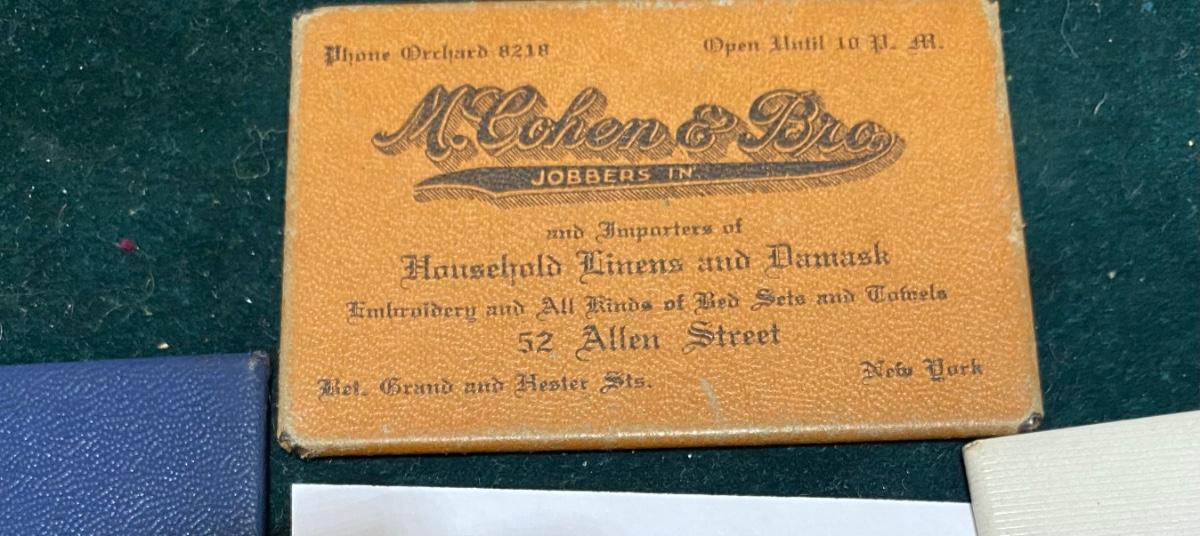 Phone Orchard 8218
Open Until 10 P. M.
M. Cohen & Bro.
JOBBERS IN
and Importers of
Household Linens and Damask
Embroidery and All Kinds of Bed Sets and Towels
52 Allen Street
Bet. Grand and Hester Sts.
New York